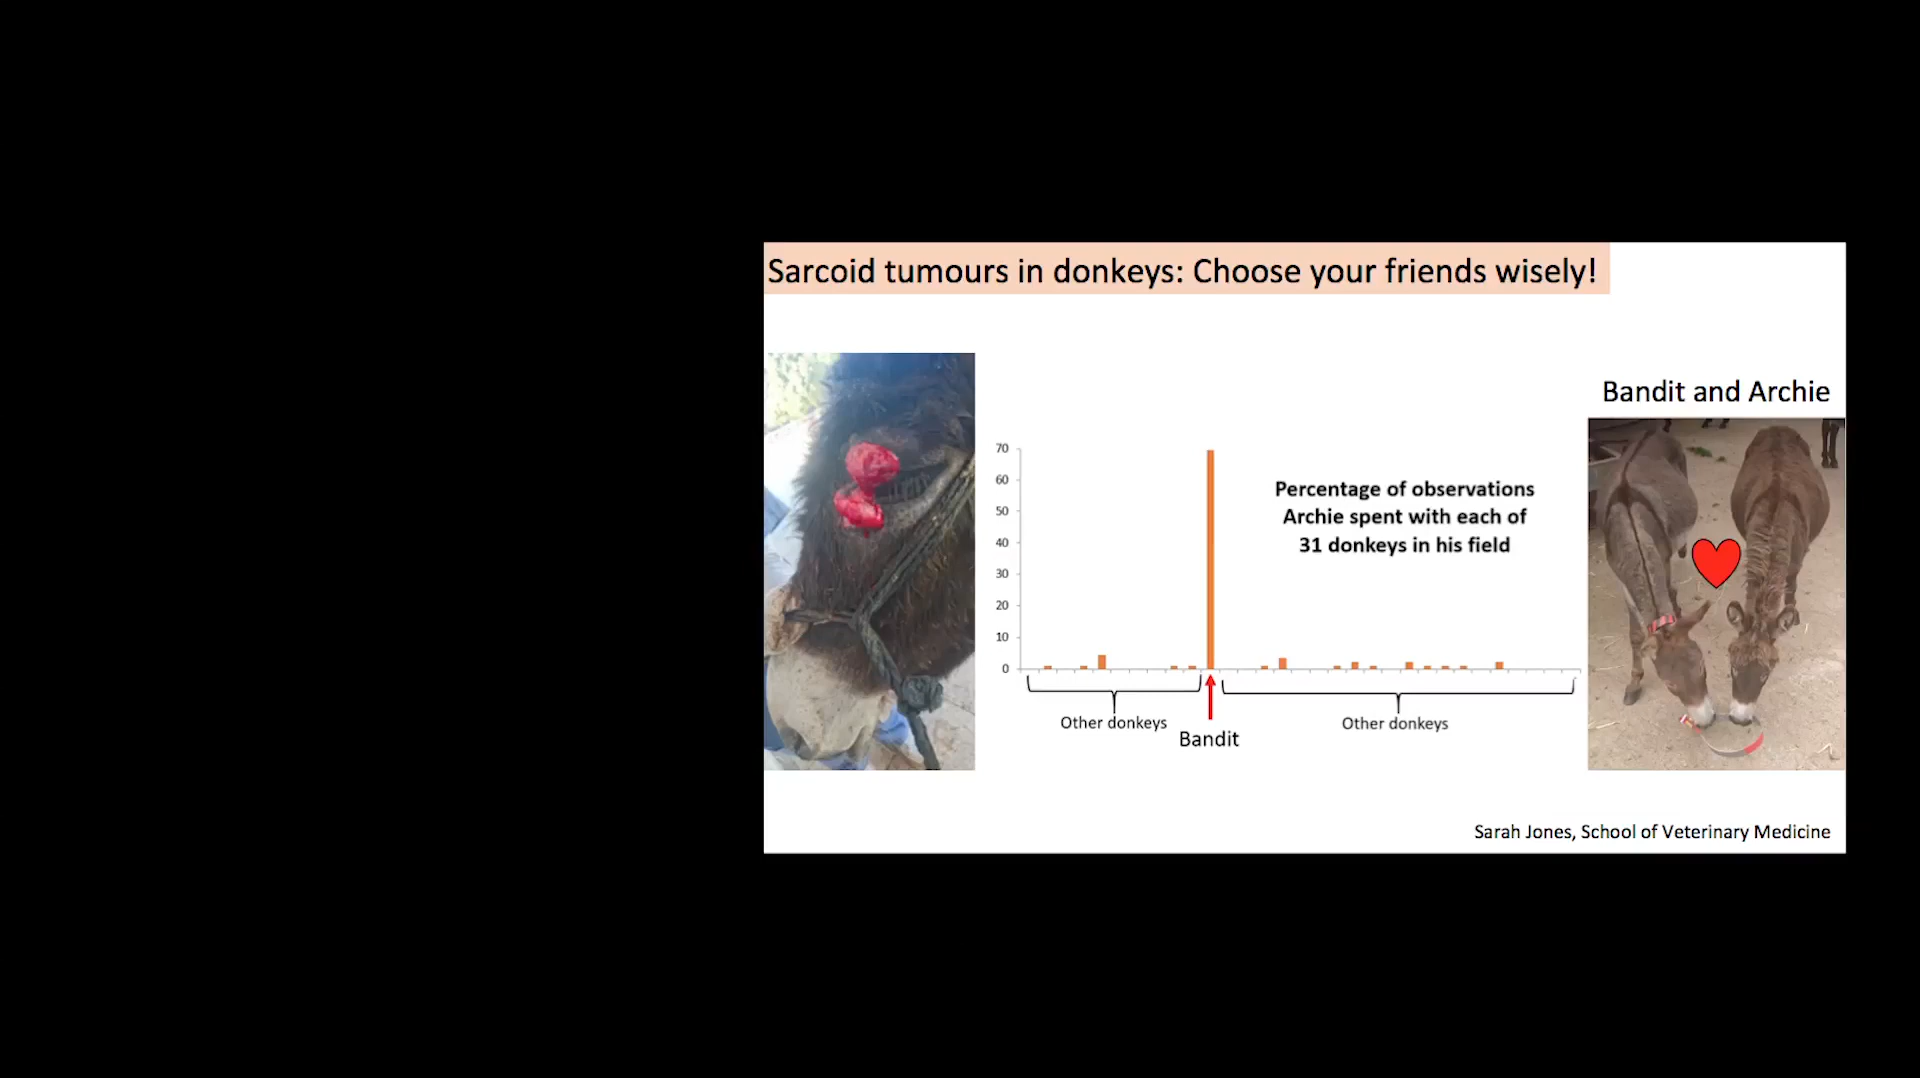 Sarcoid tumours in donkeys: Choose your friends wisely!
Bandit and Archie
70
60
50
40
30
20
10
0
Percentage of observations
Archie spent with each of
31 donkeys in his field
Other donkeys
Bandit
Other donkeys
Sarah Jones, School of Veterinary Medicine